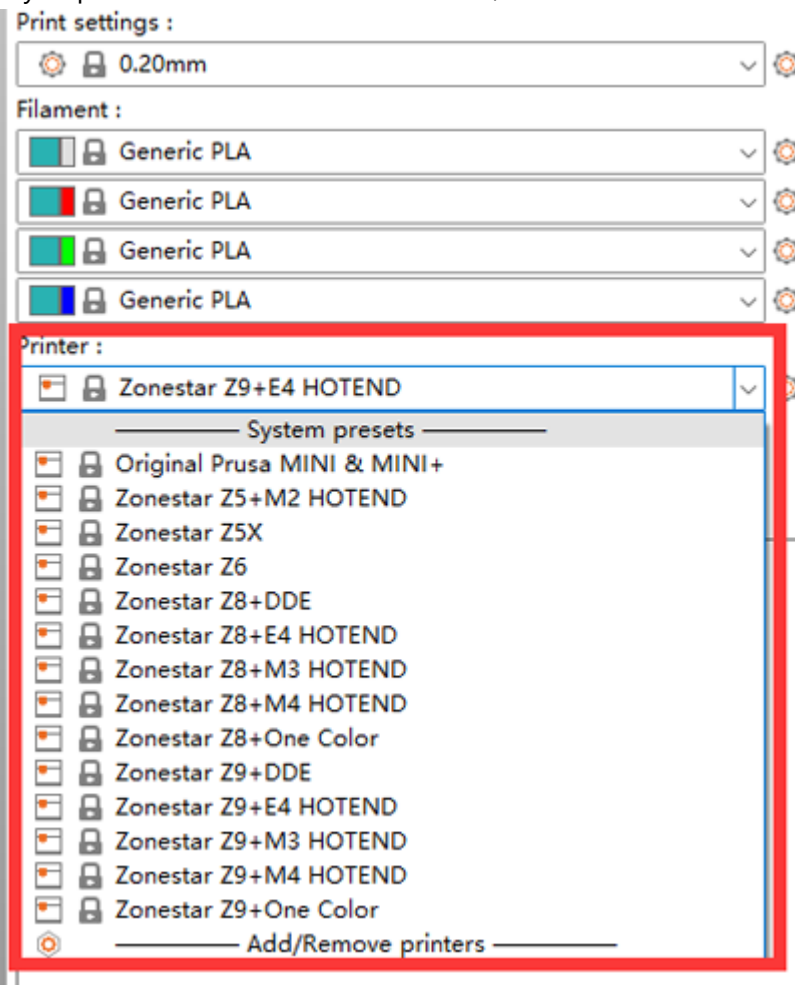 Print settings :
0.20mm
Filament :
Generic PLA
Generic PLA
Generic PLA
Generic PLA
Printer :
Zonestar Z9+E4 HOTEND
System presets
Original Prusa MINI & MINI+
Zonestar Z5+M2 HOTEND
Zonestar Z5X
Zonestar Z6
Zonestar Z8+DDE
Zonestar Z8+E4 HOTEND
Zonestar Z8+M3 HOTEND
Zonestar Z8+M4 HOTEND
Zonestar Z8+One Color
Zonestar Z9+DDE
Zonestar Z9+E4 HOTEND
Zonestar Z9+M3 HOTEND
Zonestar Z9+M4 HOTEND
Zonestar Z9+One Color
Add/Remove printers